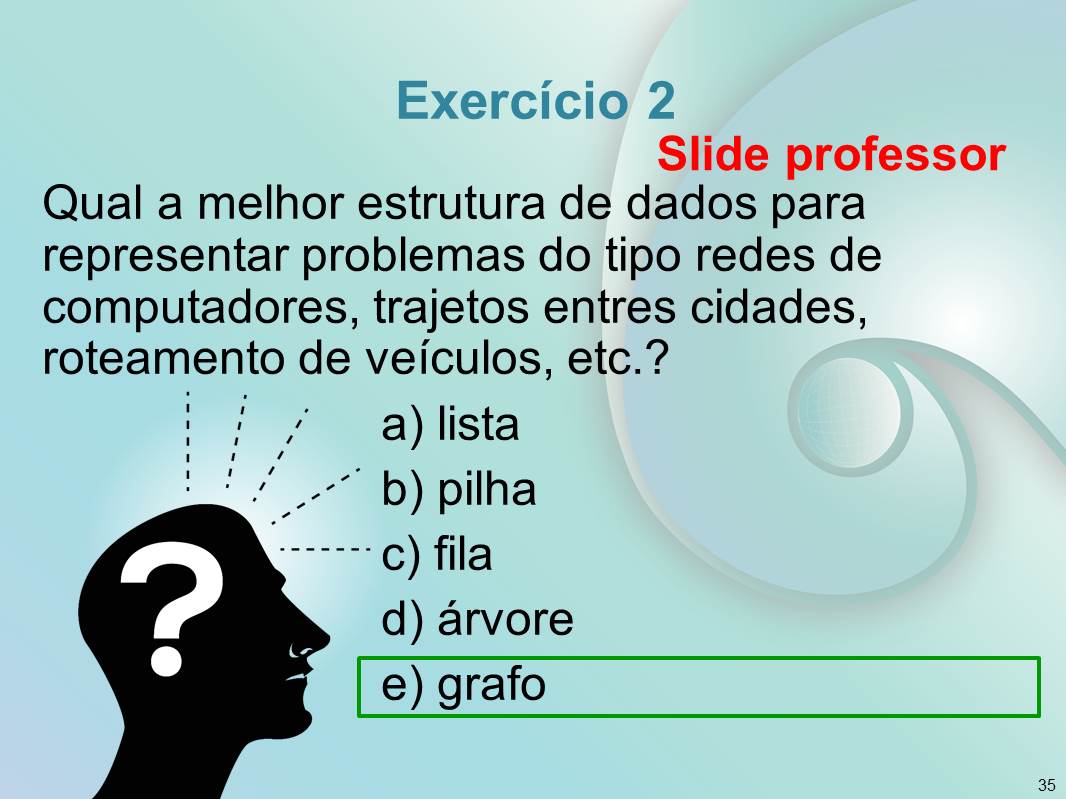 Exercício 2
Slide professor
Qual a melhor estrutura de dados para
representar problemas do tipo redes de
computadores, trajetos entres cidades,
roteamento de veículos, etc.?
a) lista
b) pilha
c) fila
d) árvore
e) grafo
?
35